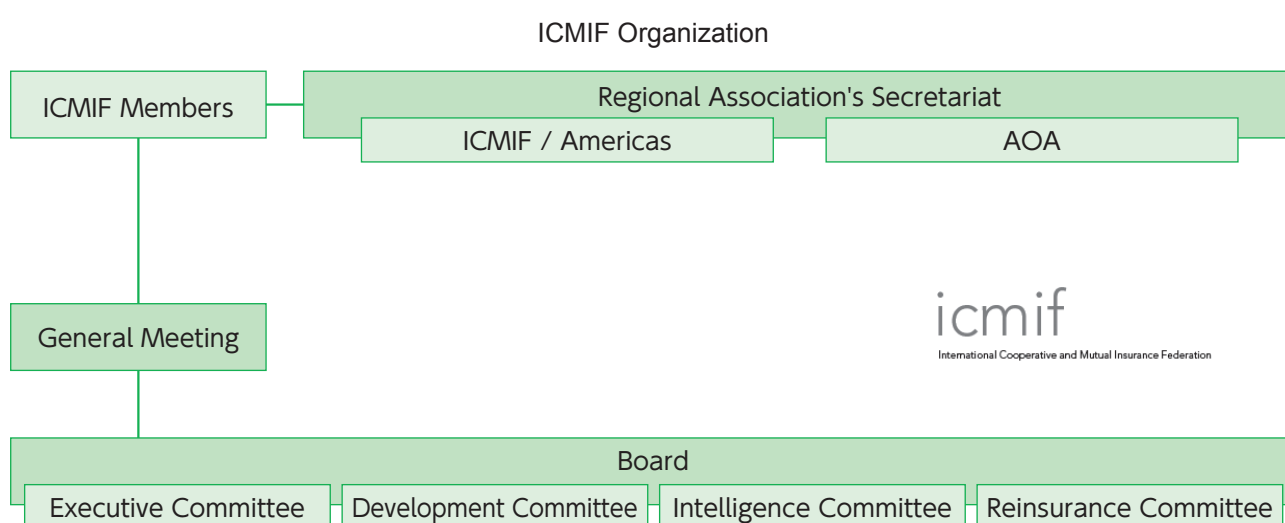 ICMIF Organization
ICMIF Members
Regional Association's Secretariat
ICMIF / Americas
AOA
General Meeting
icmif
International Cooperative and Mutual Insurance Federation
Board
Executive Committee
Development Committee
Intelligence Committee
Reinsurance Committee